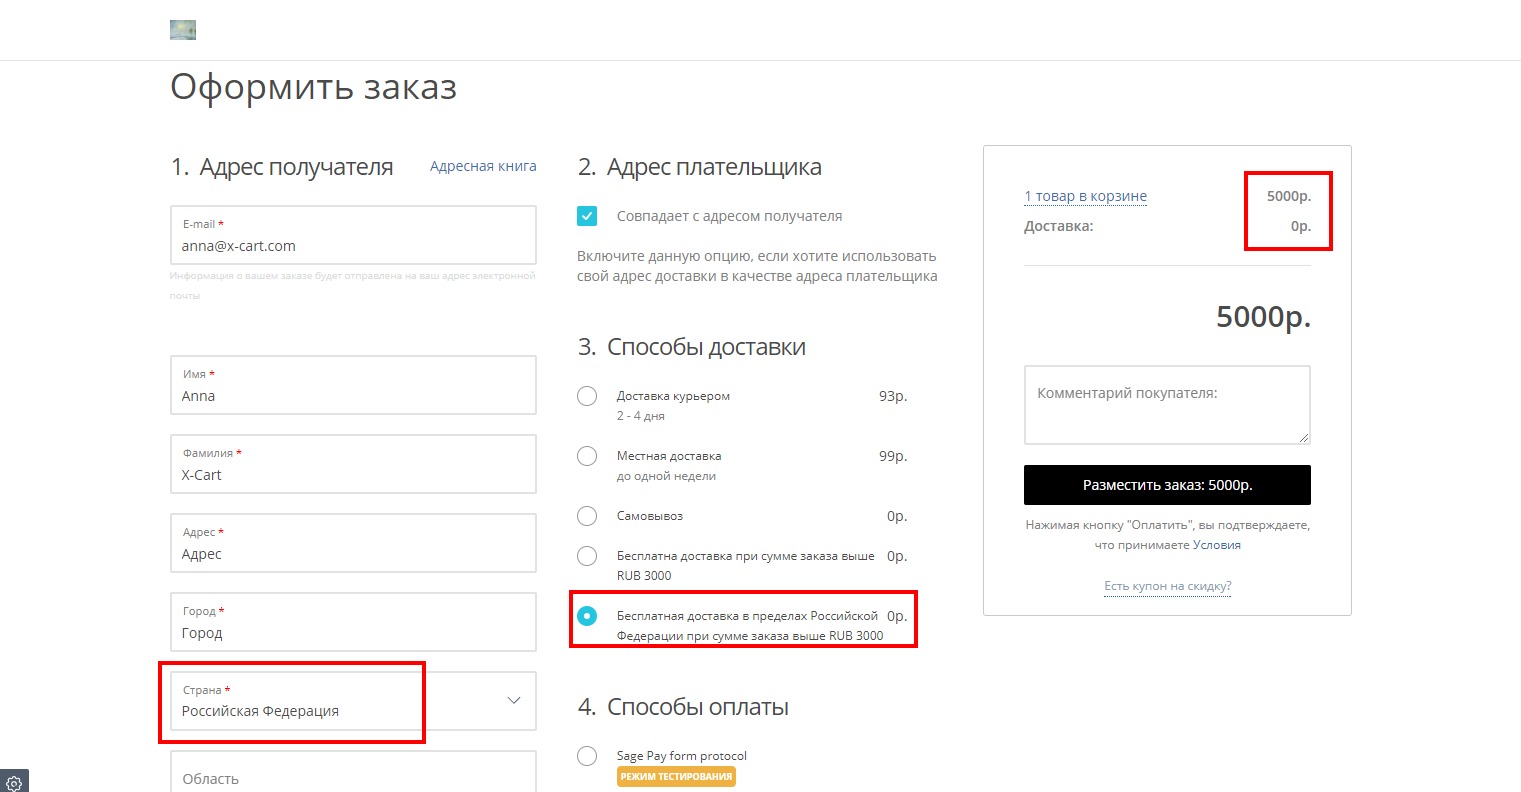 Оформить заказ
1. Адрес получателя
Адресная книга
E-mail *
anna@x-cart.com
Информация о вашем заказе будет отправлена на ваш адрес электронной
почты
Имя *
Anna
Фамилия *
X-Cart
Адрес *
Адрес
Город *
Город
Страна *
Российская Федерация
Область
2. Адрес плательщика
Совпадает с адресом получателя
Включите данную опцию, если хотите использовать
свой адрес доставки в качестве адреса плательщика
3. Способы доставки
Доставка курьером 93р.
2 - 4 дня
Местная доставка 99р.
до одной недели
Самовывоз 0р.
Бесплатна доставка при сумме заказа выше 0р.
RUB 3000
Бесплатная доставка в пределах Российской 0р.
Федерации при сумме заказа выше RUB 3000
4. Способы оплаты
Sage Pay form protocol
РЕЖИМ ТЕСТИРОВАНИЯ
1 товар в корзине 5000р.
Доставка: 0р.
5000р.
Комментарий покупателя:
Разместить заказ: 5000р.
Нажимая кнопку "Оплатить", вы подтверждаете,
что принимаете Условия
Есть купон на скидку?